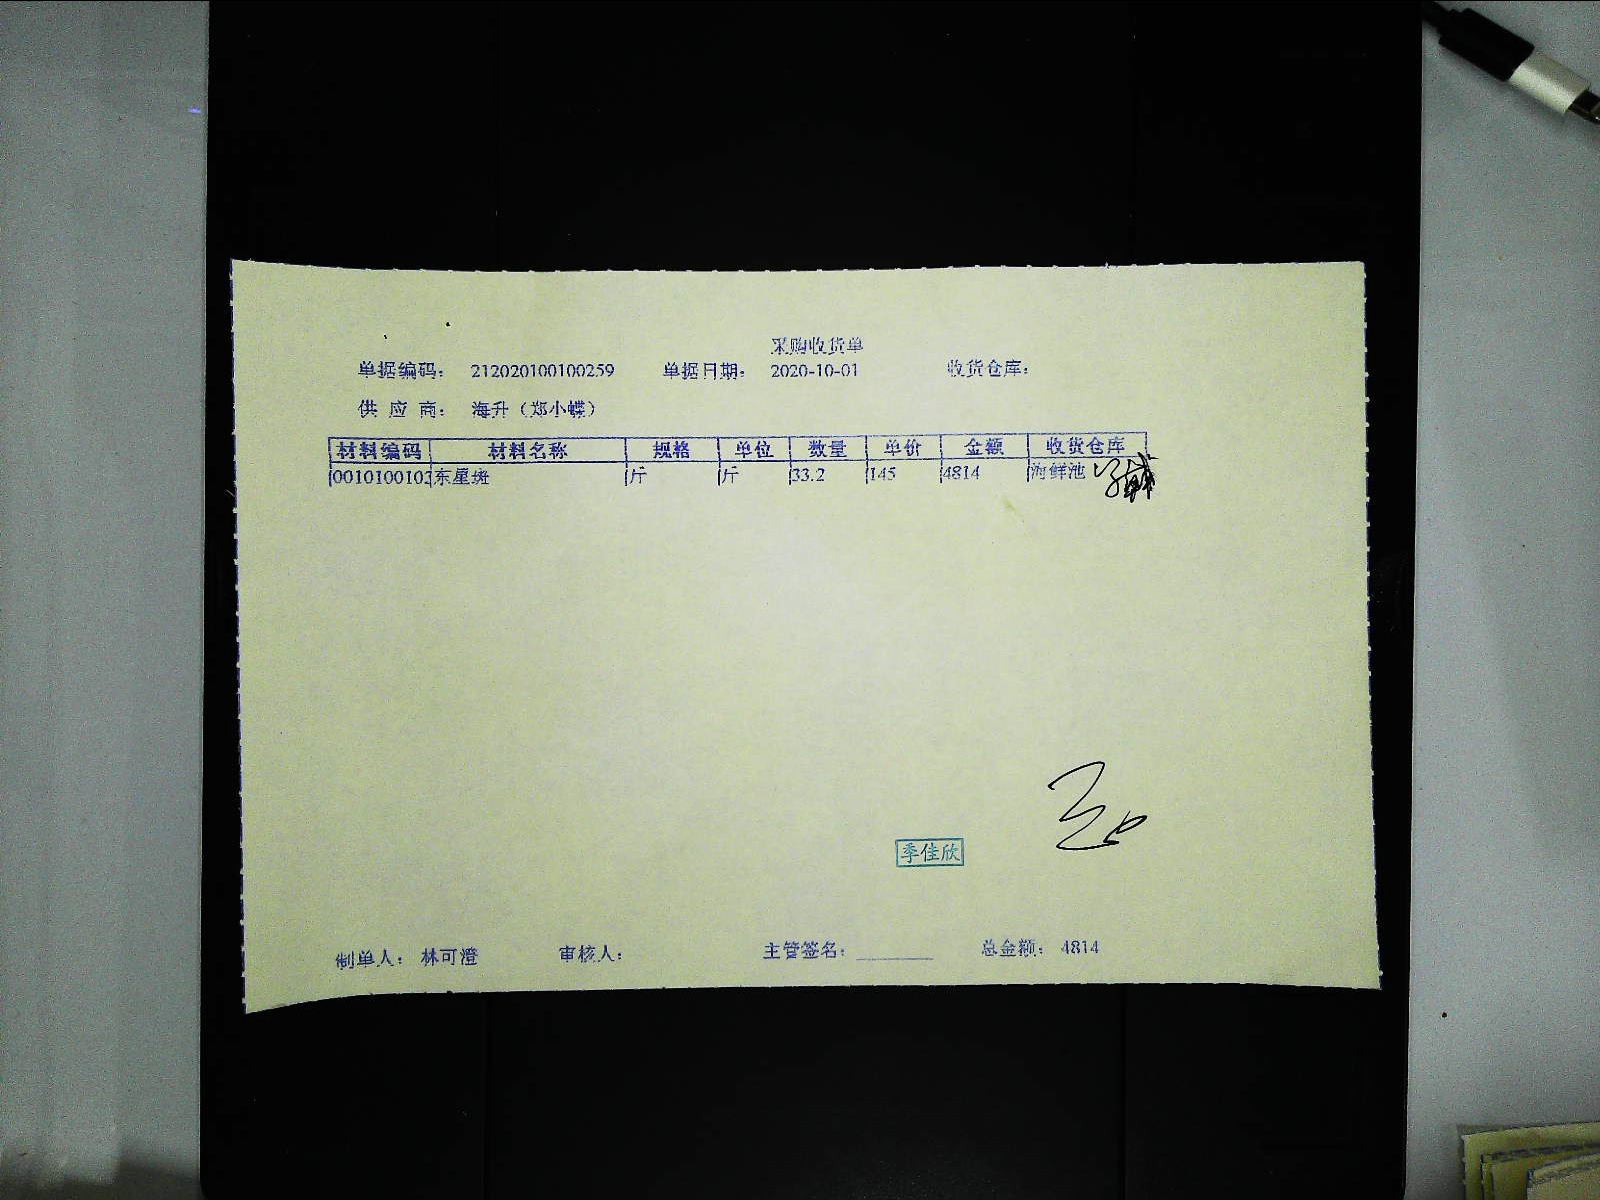 采购收货单
单据编码: 212020100100259 单据日期: 2020-10-01 收货仓库:
供 应 商: 海升（郑小蝶）
材料编码 材料名称 规格 单位 数量 单价 金额 收货仓库
0010100102 东星斑 斤 斤 33.2 145 4814 海鲜池
季佳欣
制单人: 林可澄 审核人: 主管签名: 总金额: 4814